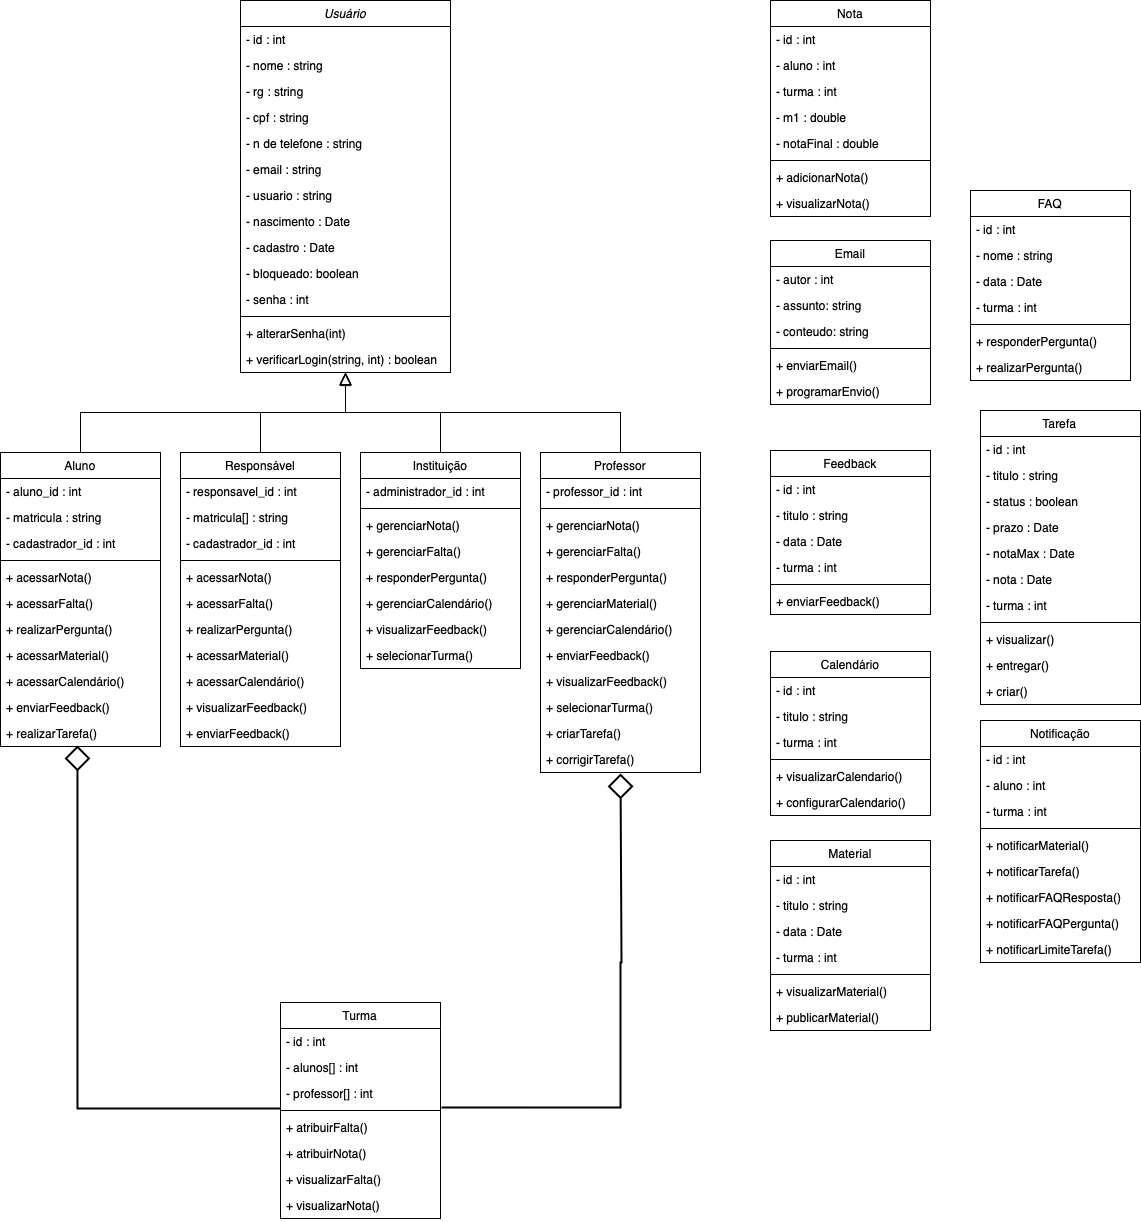 Usuário
- id : int
- nome : string
- rg : string
- cpf : string
- n de telefone : string
- email : string
- usuario : string
- nascimento : Date
- cadastro : Date
- bloqueado: boolean
- senha : int
+ alterarSenha(int)
+ verificarLogin(string, int) : boolean
Aluno
- aluno_id : int
- matricula : string
- cadastrador_id : int
+ acessarNota()
+ acessarFalta()
+ realizarPergunta()
+ acessarMaterial()
+ acessarCalendário()
+ enviarFeedback()
+ realizarTarefa()
Responsável
- responsavel_id : int
- matricula[] : string
- cadastrador_id : int
+ acessarNota()
+ acessarFalta()
+ realizarPergunta()
+ acessarMaterial()
+ acessarCalendário()
+ visualizarFeedback()
+ enviarFeedback()
Instituição
- administrador_id : int
+ gerenciarNota()
+ gerenciarFalta()
+ responderPergunta()
+ gerenciarCalendário()
+ visualizarFeedback()
+ selecionarTurma()
Professor
- professor_id : int
+ gerenciarNota()
+ gerenciarFalta()
+ responderPergunta()
+ gerenciarMaterial()
+ gerenciarCalendário()
+ enviarFeedback()
+ visualizarFeedback()
+ selecionarTurma()
+ criarTarefa()
+ corrigirTarefa()
Turma
- id : int
- alunos[] : int
- professor[] : int
+ atribuirFalta()
+ atribuirNota()
+ visualizarFalta()
+ visualizarNota()
Nota
- id : int
- aluno : int
- turma : int
- m1 : double
- notaFinal : double
+ adicionarNota()
+ visualizarNota()
Email
- autor : int
- assunto: string
- conteudo: string
+ enviarEmail()
+ programarEnvio()
Feedback
- id : int
- titulo : string
- data : Date
- turma : int
+ enviarFeedback()
Calendário
- id : int
- titulo : string
- turma : int
+ visualizarCalendario()
+ configurarCalendario()
Material
- id : int
- titulo : string
- data : Date
- turma : int
+ visualizarMaterial()
+ publicarMaterial()
FAQ
- id : int
- nome : string
- data : Date
- turma : int
+ responderPergunta()
+ realizarPergunta()
Tarefa
- id : int
- titulo : string
- status : boolean
- prazo : Date
- notaMax : Date
- nota : Date
- turma : int
+ visualizar()
+ entregar()
+ criar()
Notificação
- id : int
- aluno : int
- turma : int
+ notificarMaterial()
+ notificarTarefa()
+ notificarFAQResposta()
+ notificarFAQPergunta()
+ notificarLimiteTarefa()